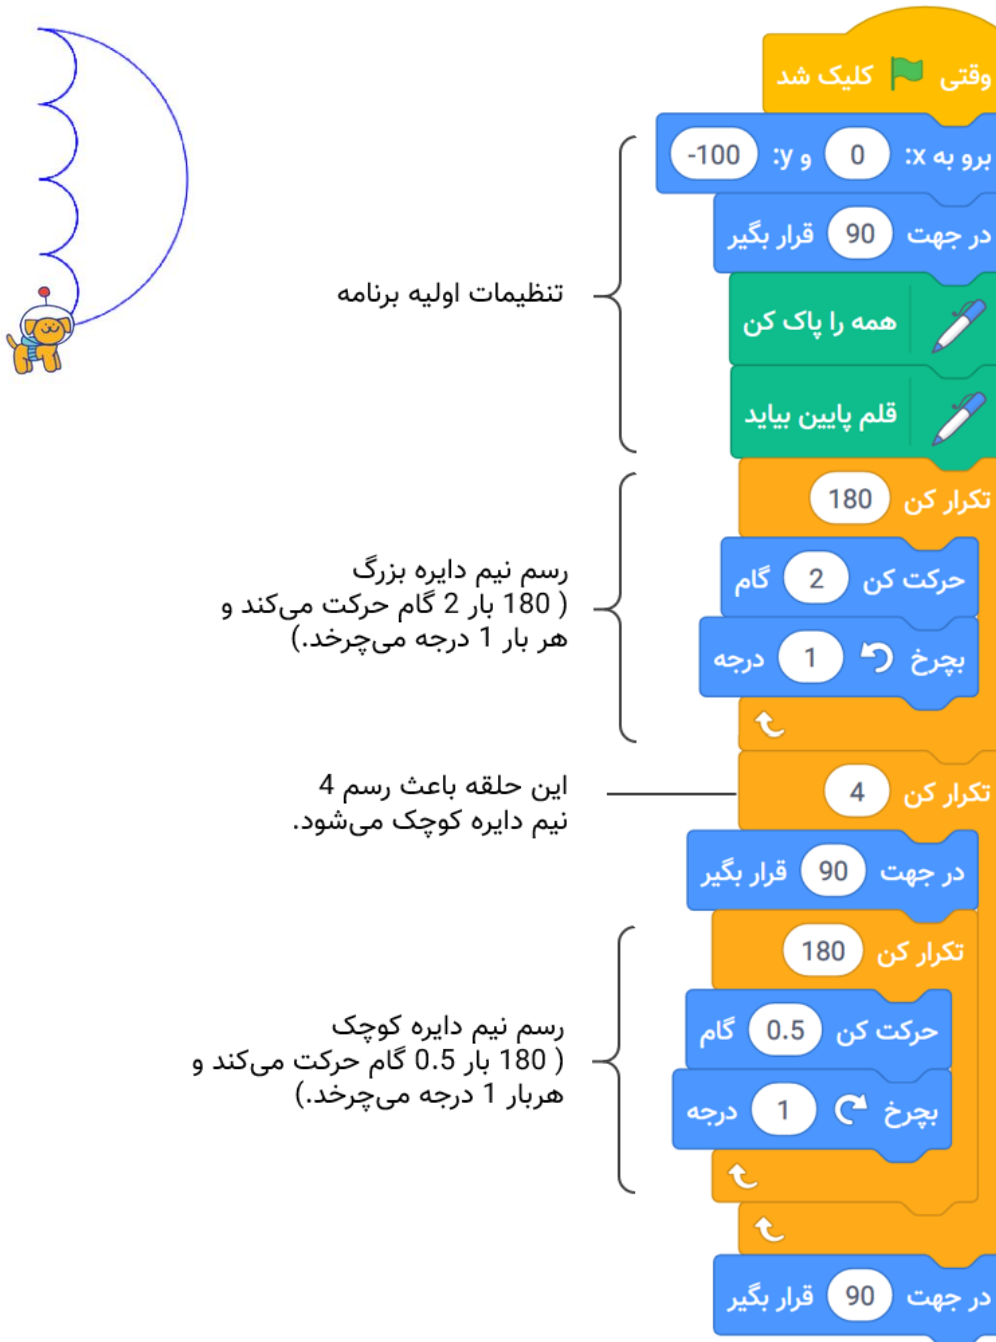 وقتی کلیک شد
برو به x: 0 و y: -100
در جهت 90 قرار بگیر
همه را پاک کن
قلم پایین بیاید
تنظیمات اولیه برنامه
تکرار کن 180
حرکت کن 2 گام
بچرخ 1 درجه
رسم نیم دایره بزرگ
( 180 بار 2 گام حرکت می‌کند و
هر بار 1 درجه می‌چرخد.)
تکرار کن 4
این حلقه باعث رسم 4
نیم دایره کوچک می‌شود.
در جهت 90 قرار بگیر
تکرار کن 180
حرکت کن 0.5 گام
بچرخ 1 درجه
رسم نیم دایره کوچک
( 180 بار 0.5 گام حرکت می‌کند و
هربار 1 درجه می‌چرخد.)
در جهت 90 قرار بگیر